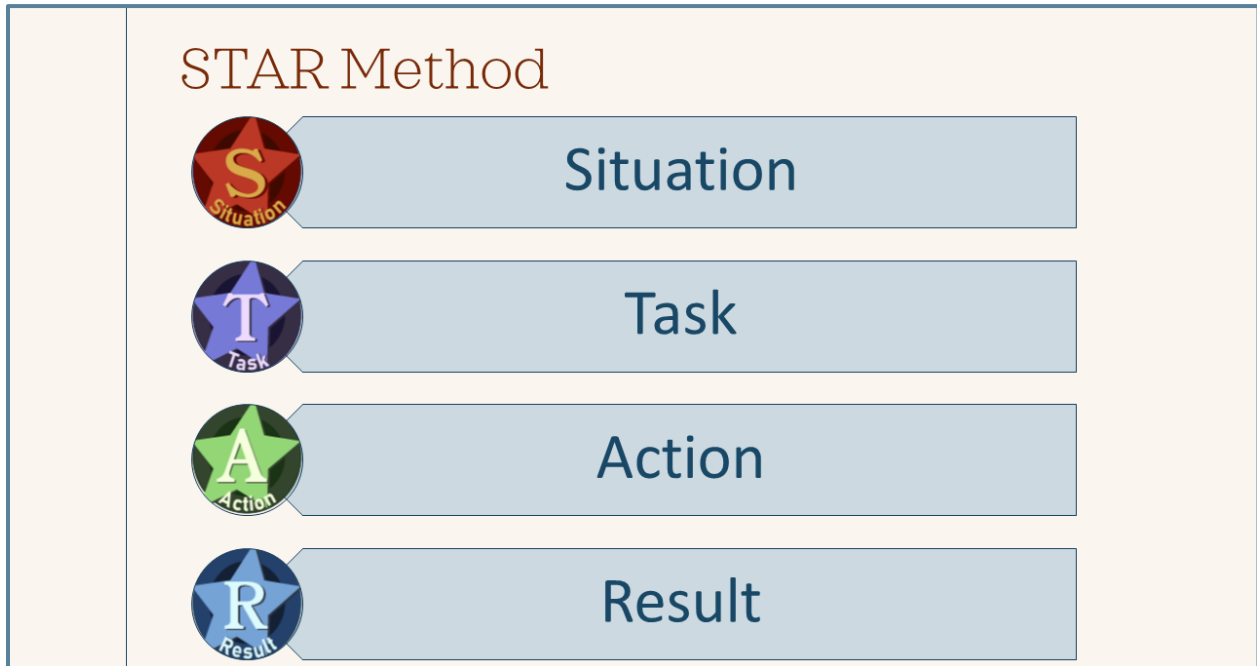 STAR Method
S
Situation
Situation
T
Task
Task
A
Action
Action
R
Result
Result